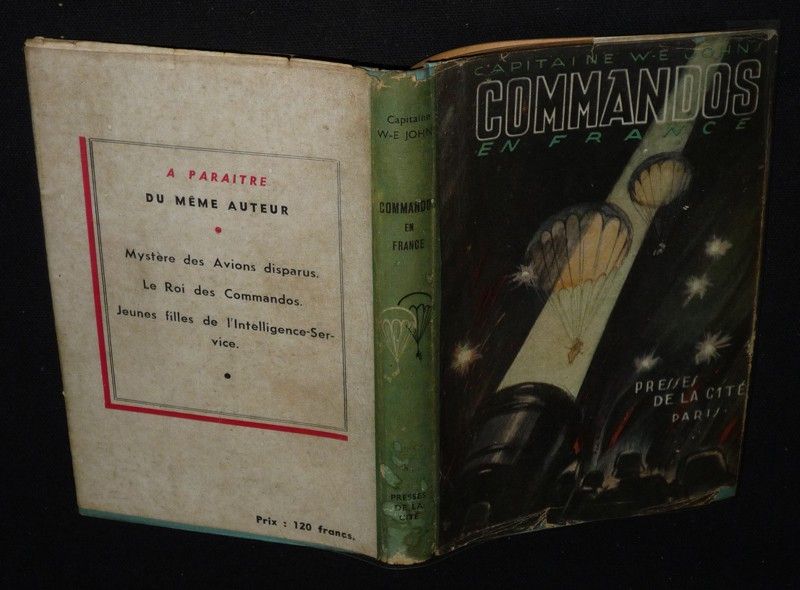 A PARAITRE
DU MÊME AUTEUR
Mystère des Avions disparus.
Le Roi des Commandos.
Jeunes filles de l'Intelligence-Ser-
vice.
Prix : 120 francs.
Capitaine
W-E JOHN
COMMANDOS
EN
FRANCE
PRESSES
DE LA
CITÉ
CAPITAINE W-E JOHNS
COMMANDOS
EN FRANCE
PRESSES
DE LA CITÉ
PARIS